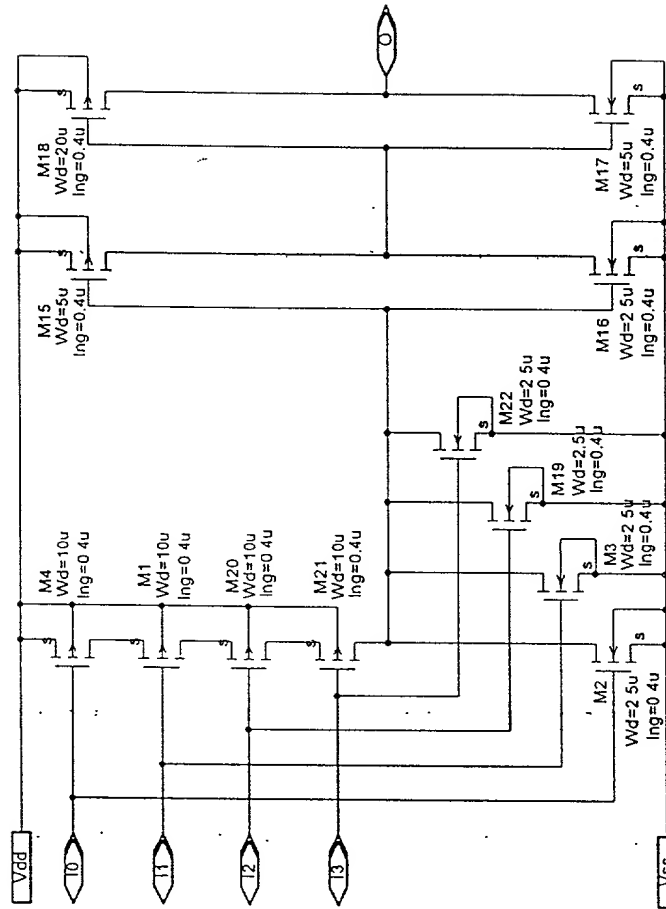 M18
Wd=20u
lng=0.4u
M15
Wd=5u
lng=0.4u
O
M17
Wd=5u
lng=0.4u
M16
Wd=2 5u
lng=0.4u
M22
Wd=2 5u
lng=0 4u
M19
Wd=2.5u
lng=0.4u
M3
Wd=2 5u
lng=0.4u
M2
Wd=2 5u
lng=0 4u
M4
Wd=10u
lng=0 4u
M1
Wd=10u
lng=0 4u
M20
Wd=10u
lng=0 4u
M21
Wd=10u
lng=0.4u
s
s
s
s
s
s
s
s
s
s
s
s
Vdd
I0
I1
I2
I3